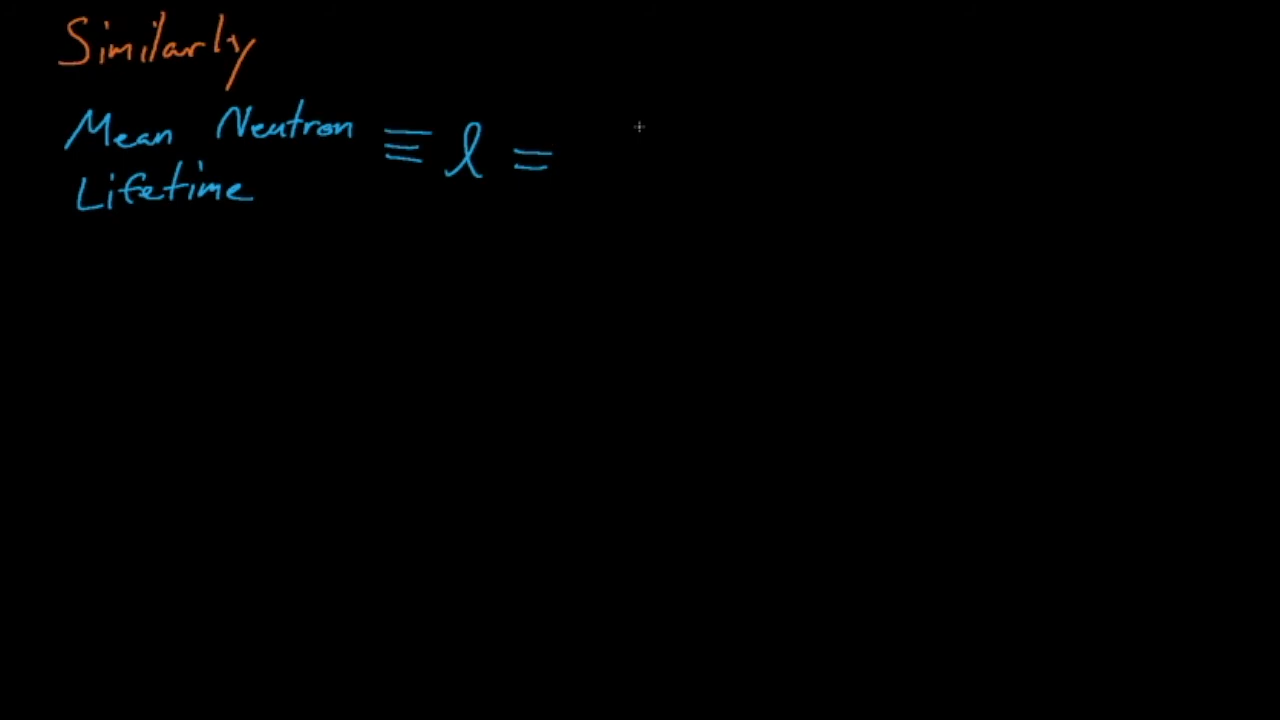 Similarly
Mean Neutron ≡ ℓ =
Lifetime